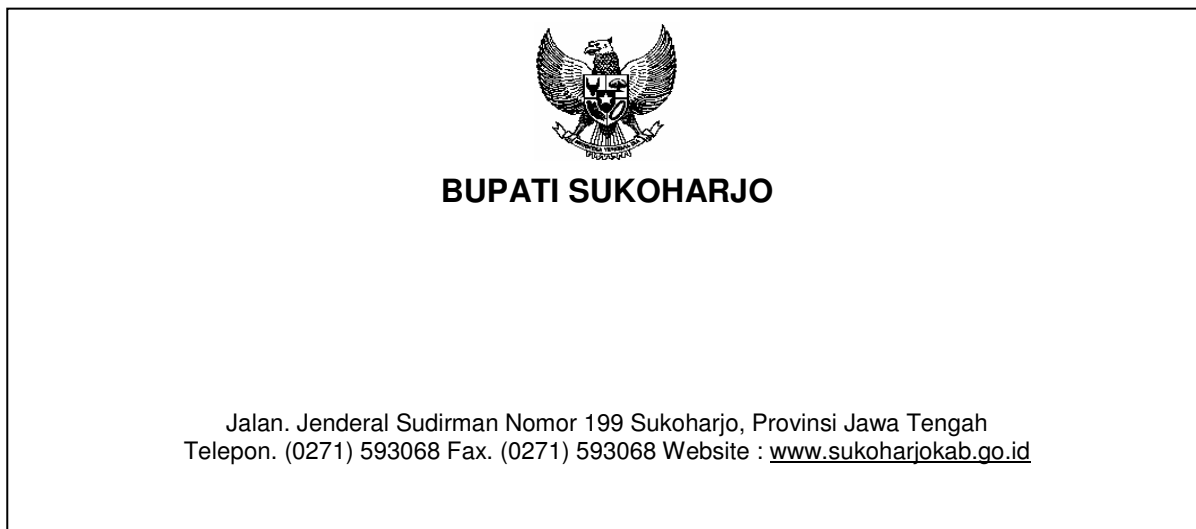 BUPATI SUKOHARJO
Jalan. Jenderal Sudirman Nomor 199 Sukoharjo, Provinsi Jawa Tengah
Telepon. (0271) 593068 Fax. (0271) 593068 Website : www.sukoharjokab.go.id